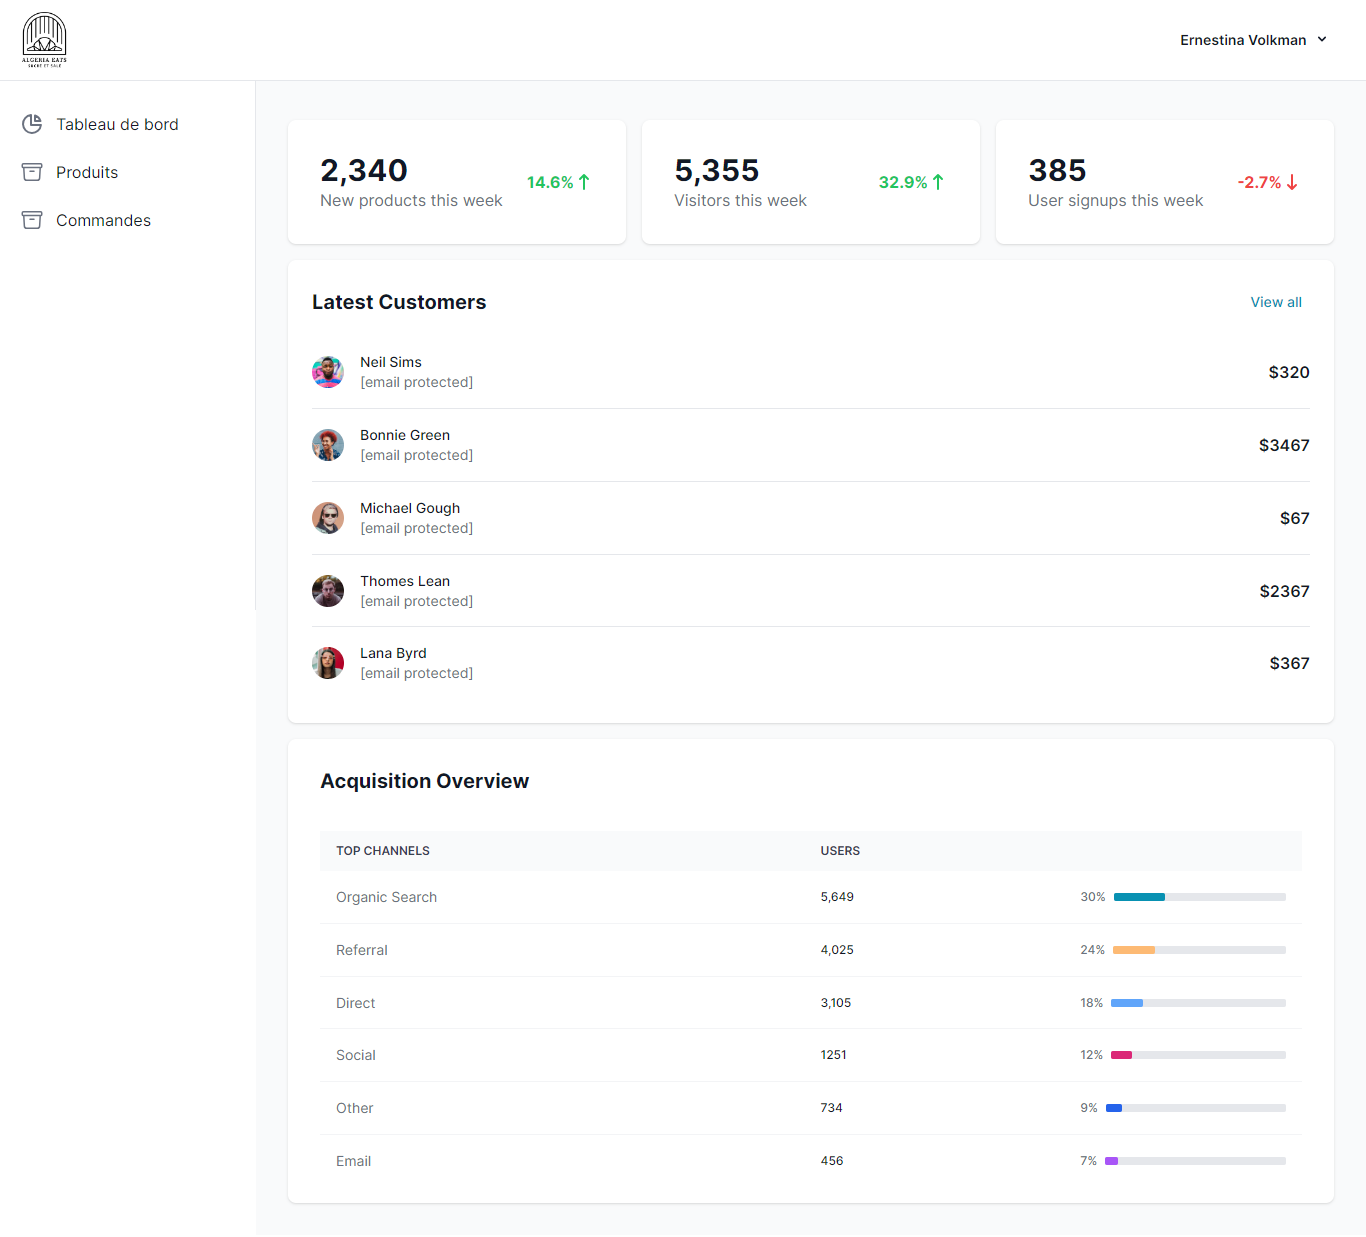 ALGERIA EATS
SUCRÉ ET SALÉ
Ernestina Volkman
Tableau de bord
Produits
Commandes
2,340
New products this week
14.6%
5,355
Visitors this week
32.9%
385
User signups this week
-2.7%
Latest Customers
View all
Neil Sims
[email protected]
$320
Bonnie Green
[email protected]
$3467
Michael Gough
[email protected]
$67
Thomes Lean
[email protected]
$2367
Lana Byrd
[email protected]
$367
Acquisition Overview
TOP CHANNELS USERS
Organic Search 5,649 30%
Referral 4,025 24%
Direct 3,105 18%
Social 1251 12%
Other 734 9%
Email 456 7%